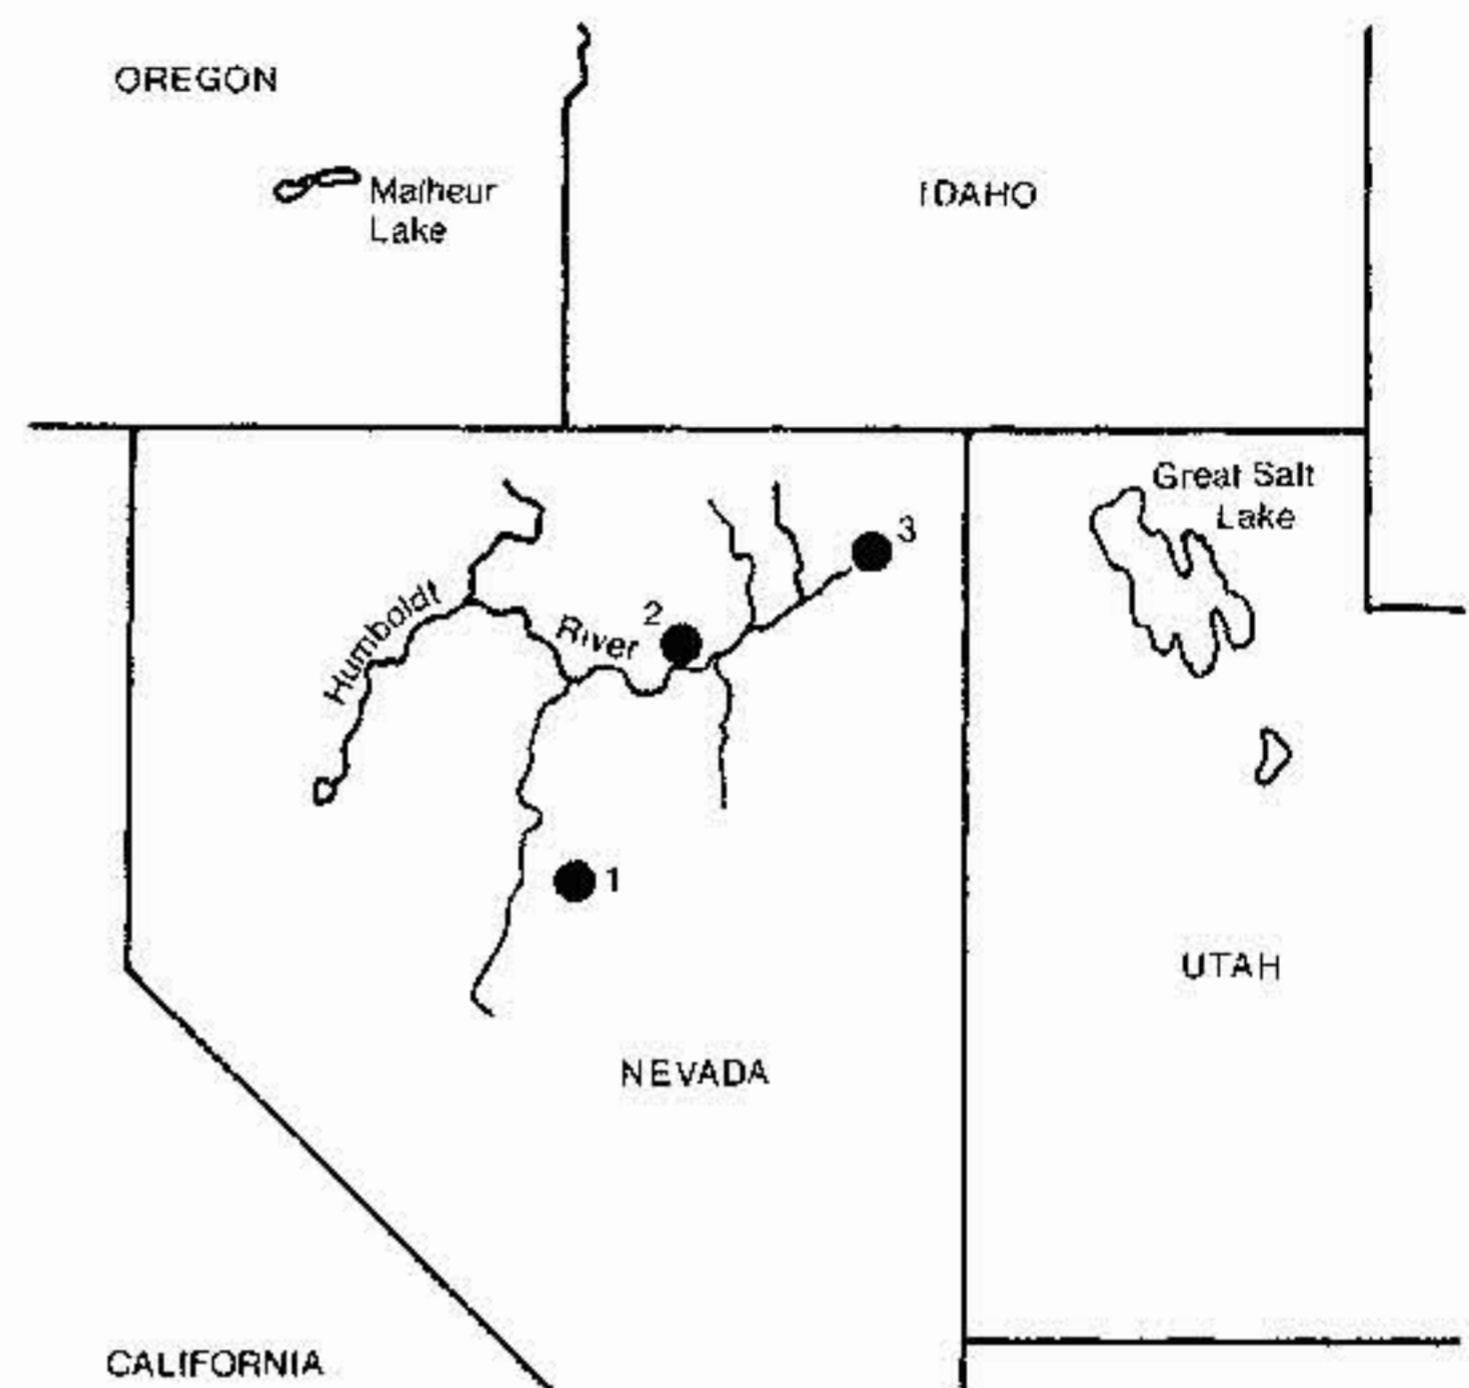 OREGON
Malheur
Lake
IDAHO
Great Salt
Lake
3
2
Humboldt
River
1
UTAH
NEVADA
CALIFORNIA